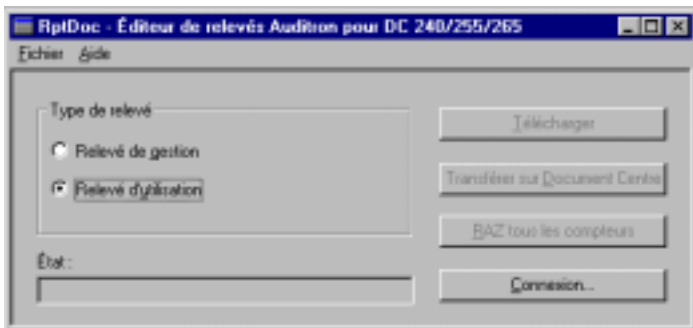 RptDoc - Éditeur de relevés Auditron pour DC 240/255/265
Fichier Aide
Type de relevé
Relevé de gestion
Relevé d'utilisation
État :
Télécharger
Transférer sur Document Centre
RAZ tous les compteurs
Connexion...